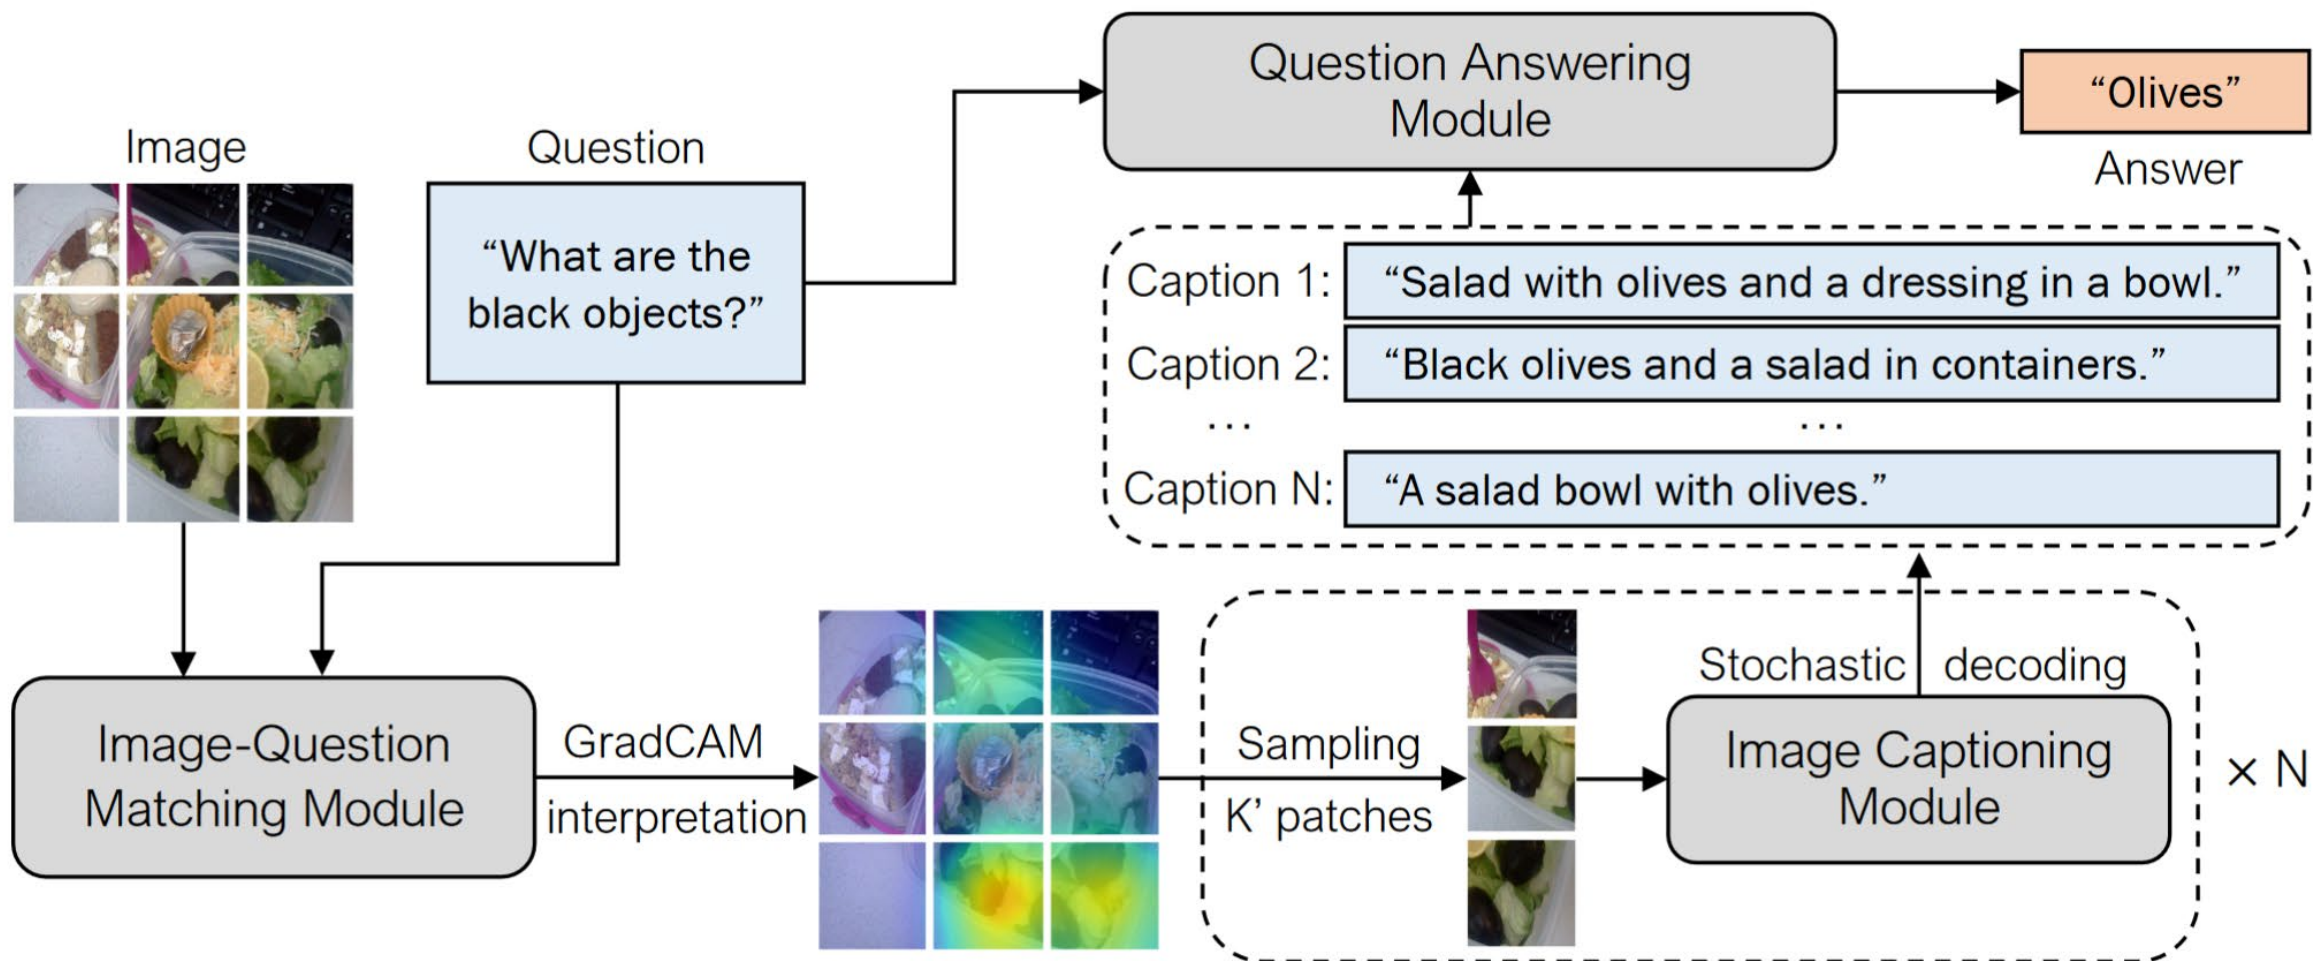 Image
Question
“What are the
black objects?”
Question Answering
Module
“Olives”
Answer
Caption 1:
“Salad with olives and a dressing in a bowl.”
Caption 2:
“Black olives and a salad in containers.”
...
...
Caption N:
“A salad bowl with olives.”
Image-Question
Matching Module
GradCAM
interpretation
Sampling
K’ patches
Stochastic decoding
Image Captioning
Module
× N